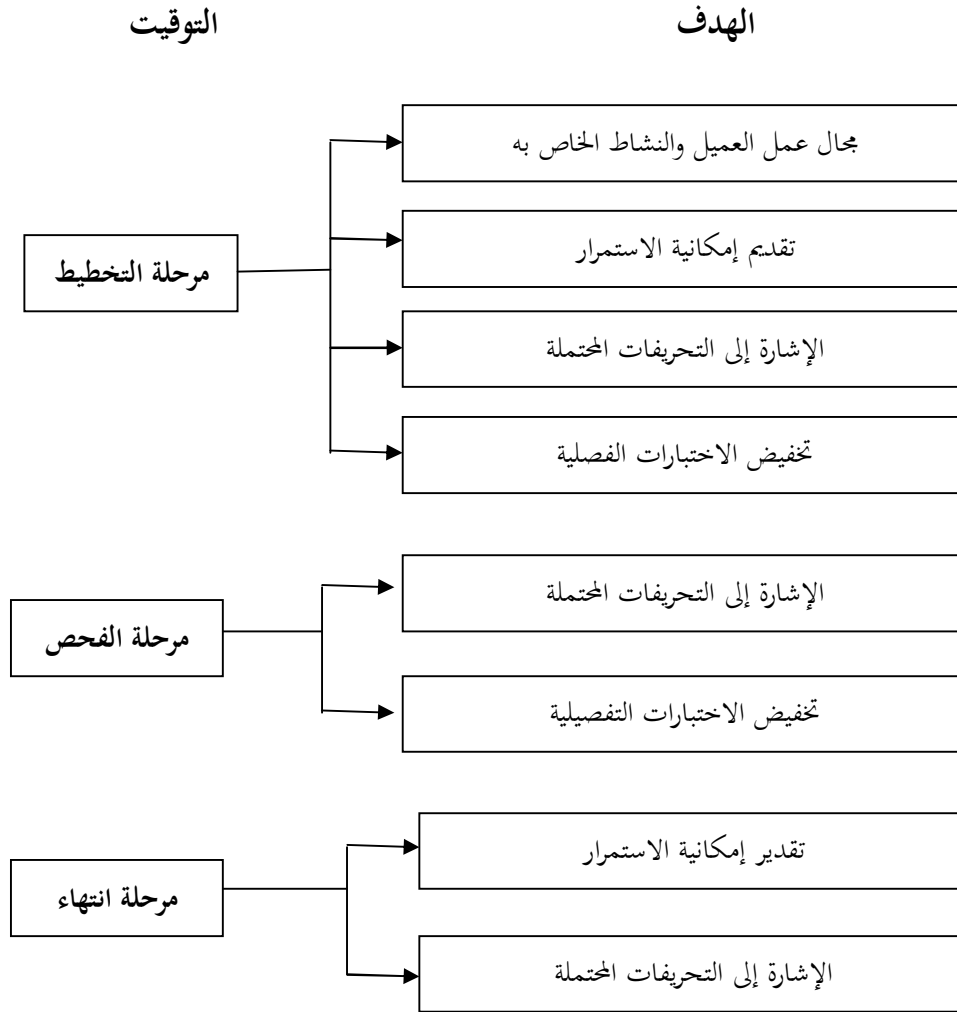 الهدف
التوقيت
مجال عمل العميل والنشاط الخاص به
تقديم إمكانية الاستمرار
مرحلة التخطيط
الإشارة إلى التحريفات المحتملة
تخفيض الاختبارات الفصلية
الإشارة إلى التحريفات المحتملة
مرحلة الفحص
تخفيض الاختبارات التفصيلية
تقدير إمكانية الاستمرار
مرحلة انتهاء
الإشارة إلى التحريفات المحتملة